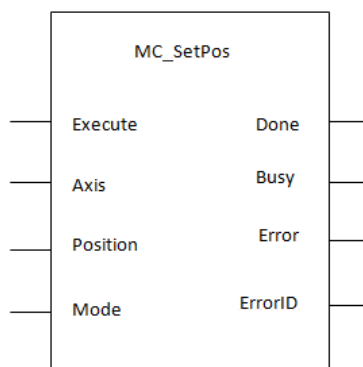 MC_SetPos
Execute Done
Axis Busy
Position Error
Mode ErrorID